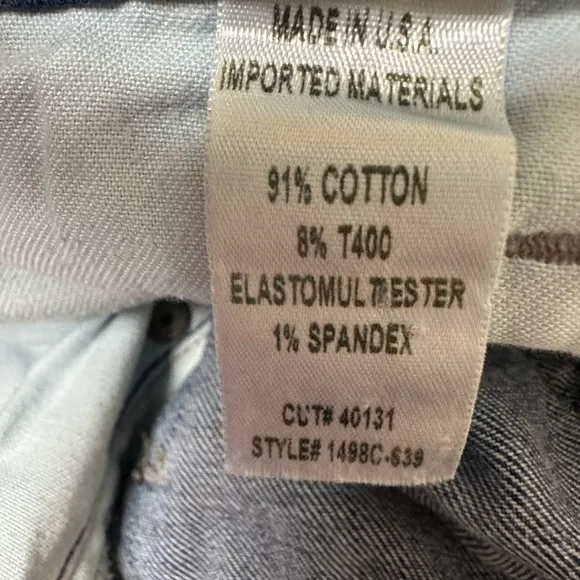 MADE IN U.S.A.
IMPORTED MATERIALS
91% COTTON
8% T400
ELASTOMULTIESTER
1% SPANDEX
CUT# 40131
STYLE# 1498C-639